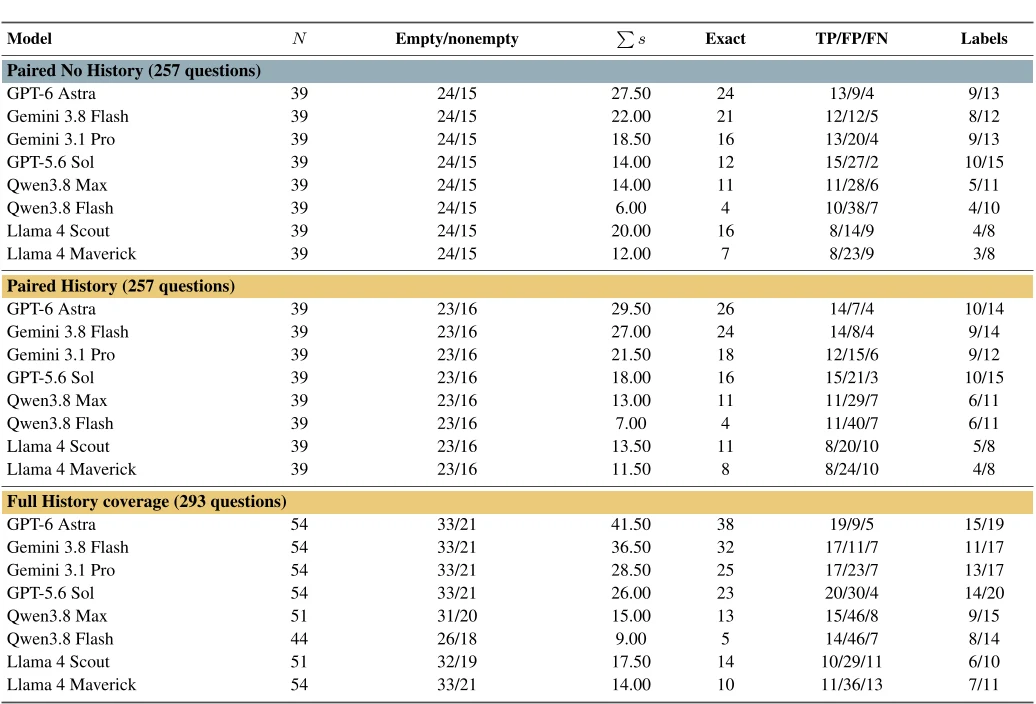 Model N Empty/nonempty ∑ s Exact TP/FP/FN Labels
Paired No History (257 questions)
GPT-6 Astra 39 24/15 27.50 24 13/9/4 9/13
Gemini 3.8 Flash 39 24/15 22.00 21 12/12/5 8/12
Gemini 3.1 Pro 39 24/15 18.50 16 13/20/4 9/13
GPT-5.6 Sol 39 24/15 14.00 12 15/27/2 10/15
Qwen3.8 Max 39 24/15 14.00 11 11/28/6 5/11
Qwen3.8 Flash 39 24/15 6.00 4 10/38/7 4/10
Llama 4 Scout 39 24/15 20.00 16 8/14/9 4/8
Llama 4 Maverick 39 24/15 12.00 7 8/23/9 3/8
Paired History (257 questions)
GPT-6 Astra 39 23/16 29.50 26 14/7/4 10/14
Gemini 3.8 Flash 39 23/16 27.00 24 14/8/4 9/14
Gemini 3.1 Pro 39 23/16 21.50 18 12/15/6 9/12
GPT-5.6 Sol 39 23/16 18.00 16 15/21/3 10/15
Qwen3.8 Max 39 23/16 13.00 11 11/29/7 6/11
Qwen3.8 Flash 39 23/16 7.00 4 11/40/7 6/11
Llama 4 Scout 39 23/16 13.50 11 8/20/10 5/8
Llama 4 Maverick 39 23/16 11.50 8 8/24/10 4/8
Full History coverage (293 questions)
GPT-6 Astra 54 33/21 41.50 38 19/9/5 15/19
Gemini 3.8 Flash 54 33/21 36.50 32 17/11/7 11/17
Gemini 3.1 Pro 54 33/21 28.50 25 17/23/7 13/17
GPT-5.6 Sol 54 33/21 26.00 23 20/30/4 14/20
Qwen3.8 Max 51 31/20 15.00 13 15/46/8 9/15
Qwen3.8 Flash 44 26/18 9.00 5 14/46/7 8/14
Llama 4 Scout 51 32/19 17.50 14 10/29/11 6/10
Llama 4 Maverick 54 33/21 14.00 10 11/36/13 7/11